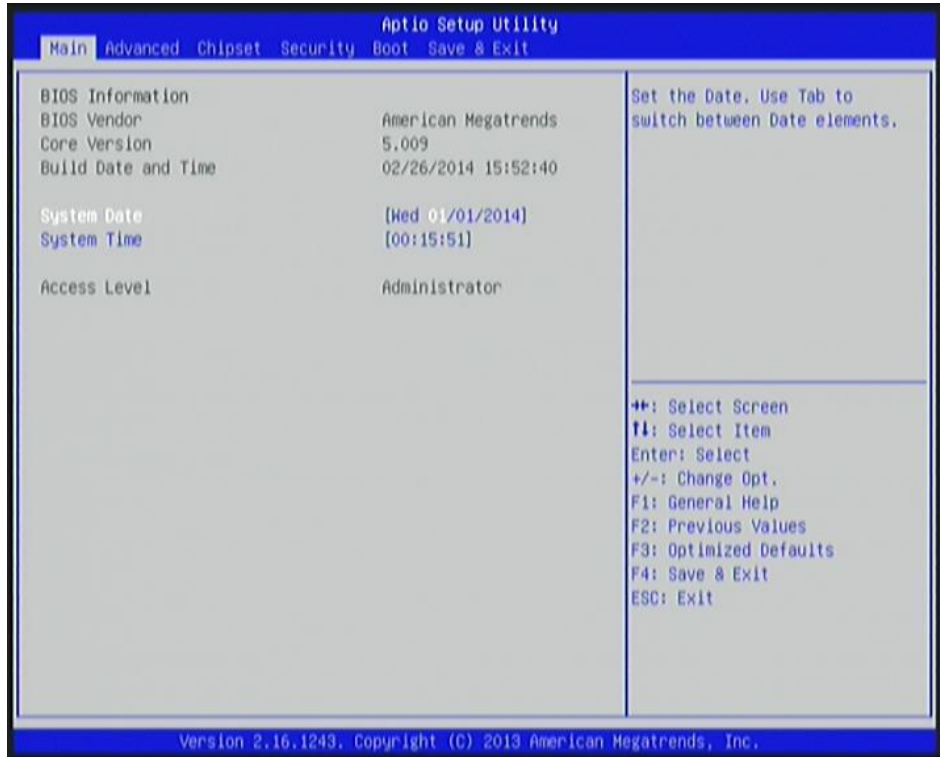 Aptio Setup Utility
Main Advanced Chipset Security Boot Save & Exit
BIOS Information
BIOS Vendor American Megatrends
Core Version 5.009
Build Date and Time 02/26/2014 15:52:40
System Date [Wed 01/01/2014]
System Time [00:15:51]
Access Level Administrator
Set the Date. Use Tab to
switch between Date elements.
→←: Select Screen
↑↓: Select Item
Enter: Select
+/-: Change Opt.
F1: General Help
F2: Previous Values
F3: Optimized Defaults
F4: Save & Exit
ESC: Exit
Version 2.16.1243. Copyright (C) 2013 American Megatrends, Inc.